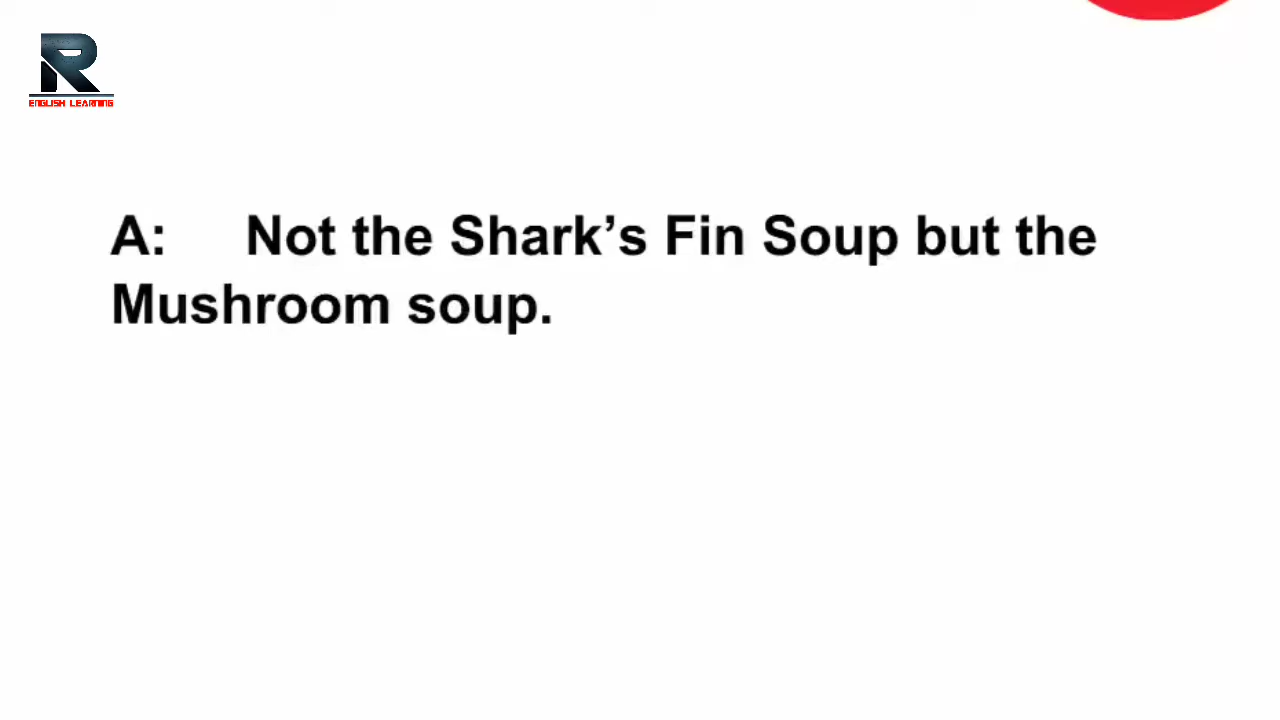 R
ENGLISH LEARNING
A: Not the Shark’s Fin Soup but the
Mushroom soup.